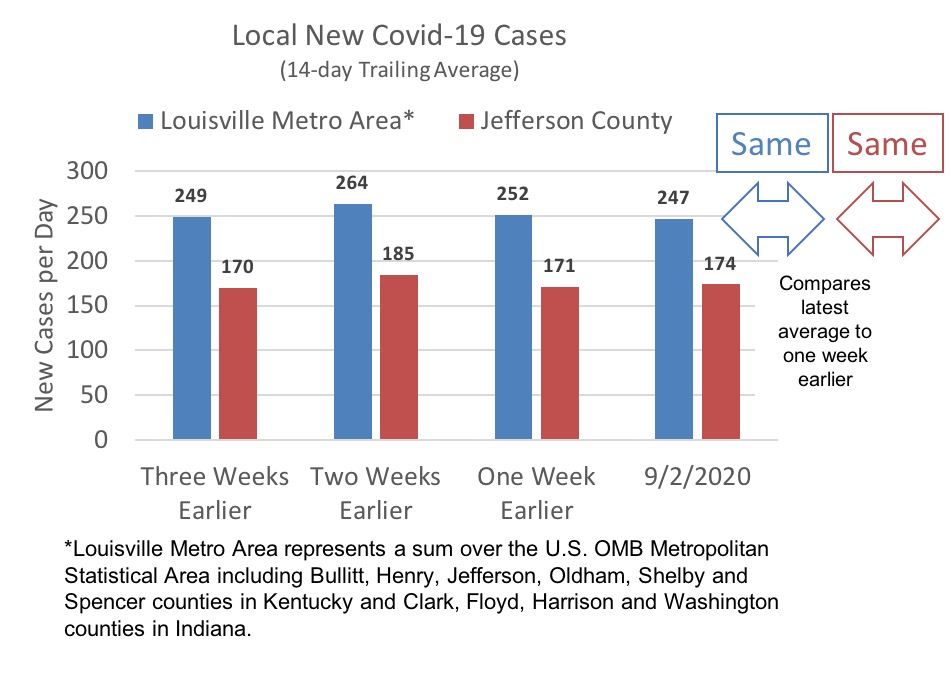 Local New Covid-19 Cases
(14-day Trailing Average)
Louisville Metro Area* Jefferson County
Same Same
New Cases per Day
300
250
200
150
100
50
0
249 264 252 247
170 185 171 174
Compares
latest
average to
one week
earlier
Three Weeks Two Weeks One Week 9/2/2020
Earlier Earlier Earlier
*Louisville Metro Area represents a sum over the U.S. OMB Metropolitan
Statistical Area including Bullitt, Henry, Jefferson, Oldham, Shelby and
Spencer counties in Kentucky and Clark, Floyd, Harrison and Washington
counties in Indiana.